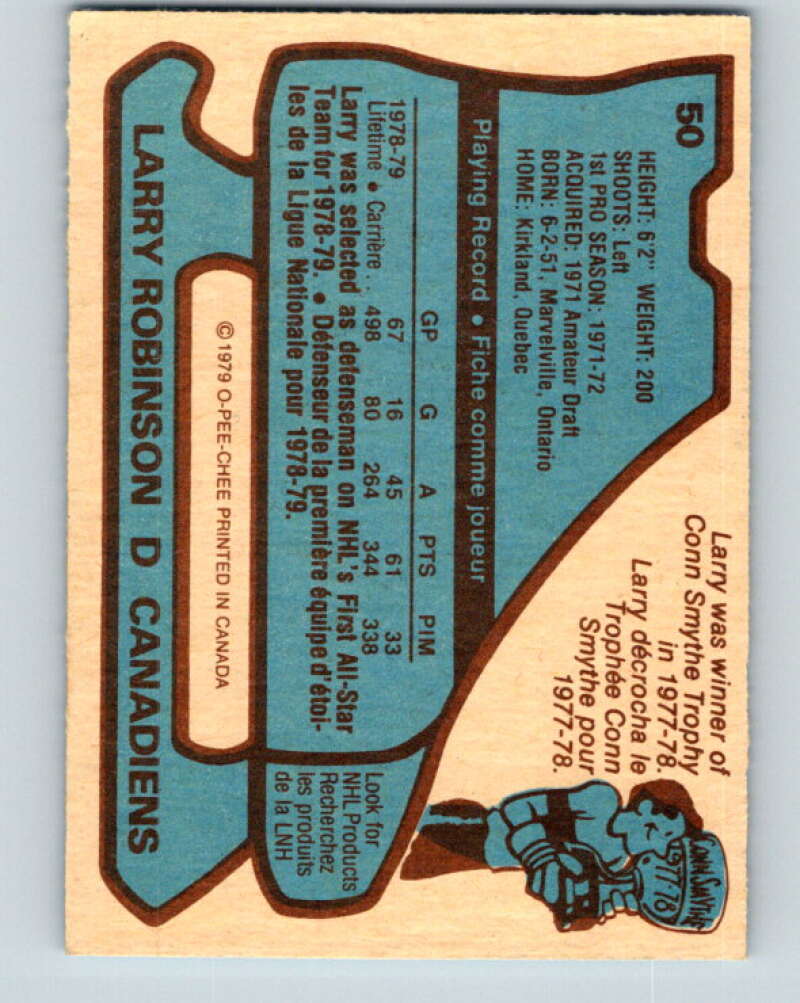 50
HEIGHT: 6'2" WEIGHT: 200
SHOOTS: Left
1st PRO SEASON: 1971-72
ACQUIRED: 1971 Amateur Draft
BORN: 6-2-51, Marvelville, Ontario
HOME: Kirkland, Quebec
Larry was winner of
Conn Smythe Trophy
in 1977-78.
Larry décrocha le
Trophée Conn
Smythe pour
1977-78.
CONN SMYTHE
1977-78
Playing Record • Fiche comme joueur
GP G A PTS PIM
1978-79 67 16 45 61 33
Lifetime • Carrière . . 498 80 264 344 338
Larry was selected as defenseman on NHL's First All-Star
Team for 1978-79. • Défenseur de la première équipe d'étoi-
les de la Ligue Nationale pour 1978-79.
Look for
NHL Products
Recherchez
les produits
de la LNH
© 1979 O-PEE-CHEE PRINTED IN CANADA
LARRY ROBINSON D CANADIENS